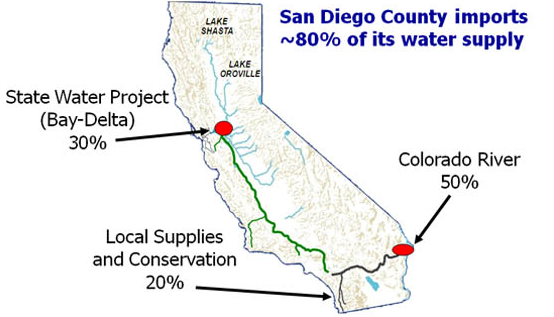 San Diego County imports
~80% of its water supply
LAKE
SHASTA
LAKE
OROVILLE
State Water Project
(Bay-Delta)
30%
Colorado River
50%
Local Supplies
and Conservation
20%